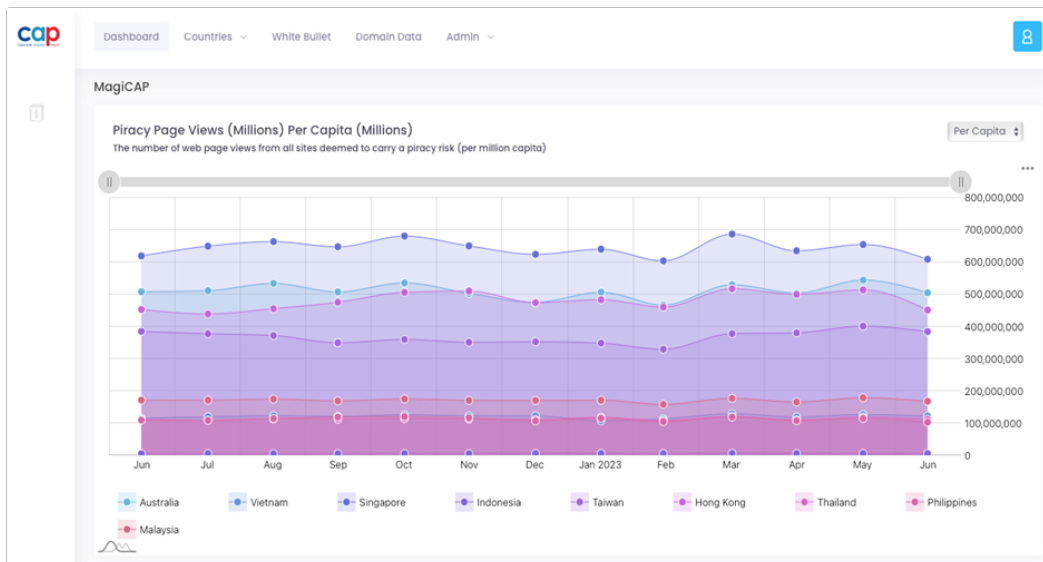 cap
Dashboard Countries White Bullet Domain Data Admin
MagiCAP
Piracy Page Views (Millions) Per Capita (Millions)
Per Capita
The number of web page views from all sites deemed to carry a piracy risk (per million capita)
800,000,000
700,000,000
600,000,000
500,000,000
400,000,000
300,000,000
200,000,000
100,000,000
0
Jun Jul Aug Sep Oct Nov Dec Jan 2023 Feb Mar Apr May Jun
Australia Vietnam Singapore Indonesia Taiwan Hong Kong Thailand Philippines
Malaysia